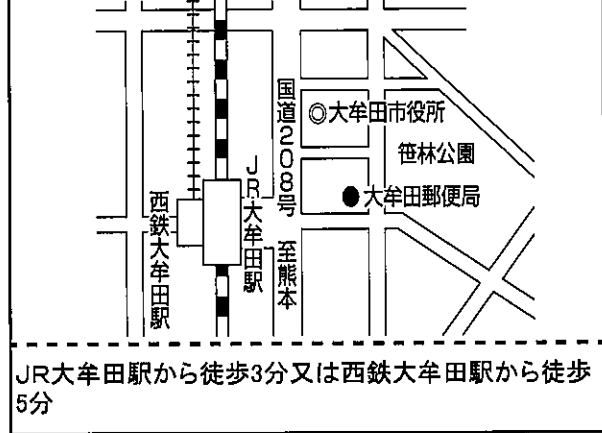 国道208号
◎大牟田市役所
笹林公園
●大牟田郵便局
JR大牟田駅
西鉄大牟田駅
至熊本
JR大牟田駅から徒歩3分又は西鉄大牟田駅から徒歩
5分